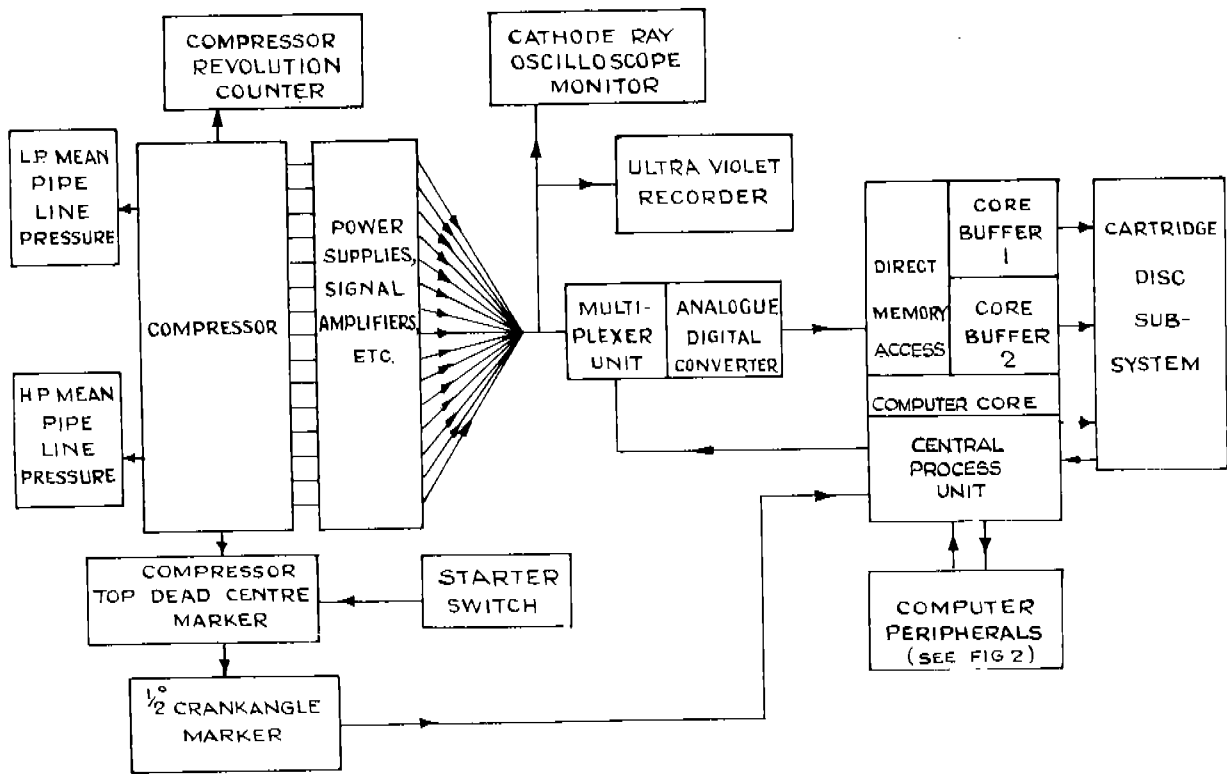 COMPRESSOR
REVOLUTION
COUNTER
CATHODE RAY
OSCILLOSCOPE
MONITOR
L.P. MEAN
PIPE
LINE
PRESSURE
ULTRA VIOLET
RECORDER
POWER
SUPPLIES,
SIGNAL
AMPLIFIERS,
ETC.
COMPRESSOR
MULTI-
PLEXER
UNIT
ANALOGUE
DIGITAL
CONVERTER
DIRECT
MEMORY
ACCESS
CORE
BUFFER
1
CORE
BUFFER
2
CARTRIDGE
DISC
SUB-
SYSTEM
COMPUTER CORE
CENTRAL
PROCESS
UNIT
H P MEAN
PIPE
LINE
PRESSURE
COMPRESSOR
TOP DEAD CENTRE
MARKER
STARTER
SWITCH
COMPUTER
PERIPHERALS
(SEE FIG 2)
½° CRANKANGLE
MARKER